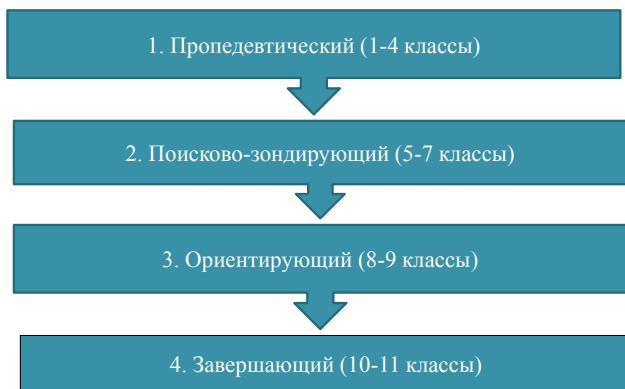 1. Пропедевтический (1-4 классы)
2. Поисково-зондирующий (5-7 классы)
3. Ориентирующий (8-9 классы)
4. Завершающий (10-11 классы)